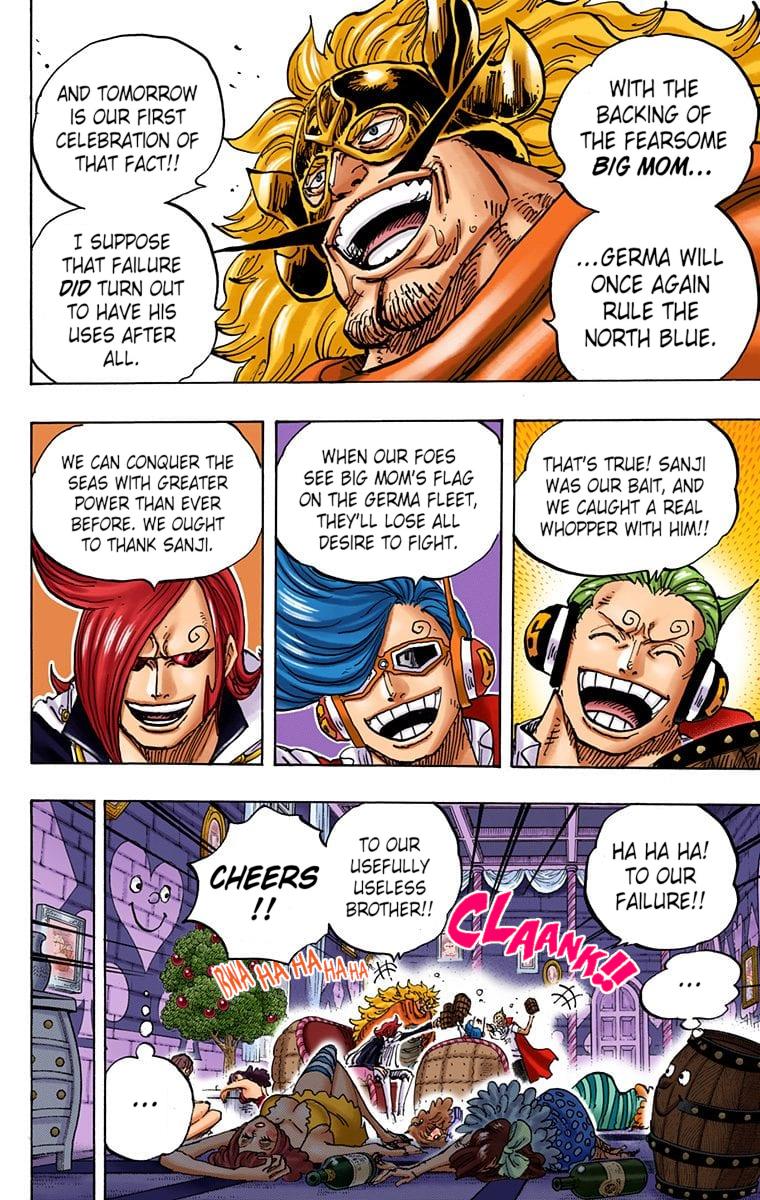 WITH THE
BACKING OF
THE FEARSOME
BIG MOM...
...GERMA WILL
ONCE AGAIN
RULE THE
NORTH BLUE.
AND TOMORROW
IS OUR FIRST
CELEBRATION OF
THAT FACT!!
I SUPPOSE
THAT FAILURE
DID TURN OUT
TO HAVE HIS
USES AFTER
ALL.
THAT'S TRUE! SANJI
WAS OUR BAIT, AND
WE CAUGHT A REAL
WHOPPER WITH HIM!!
WHEN OUR FOES
SEE BIG MOM'S FLAG
ON THE GERMA FLEET,
THEY'LL LOSE ALL
DESIRE TO FIGHT.
WE CAN CONQUER THE
SEAS WITH GREATER
POWER THAN EVER
BEFORE. WE OUGHT
TO THANK SANJI.
HA HA HA!
TO OUR
FAILURE!!
TO OUR
USEFULLY
USELESS
BROTHER!!
CHEERS
!!
CLAANK!!
BWA HA HA HA HA
...
...